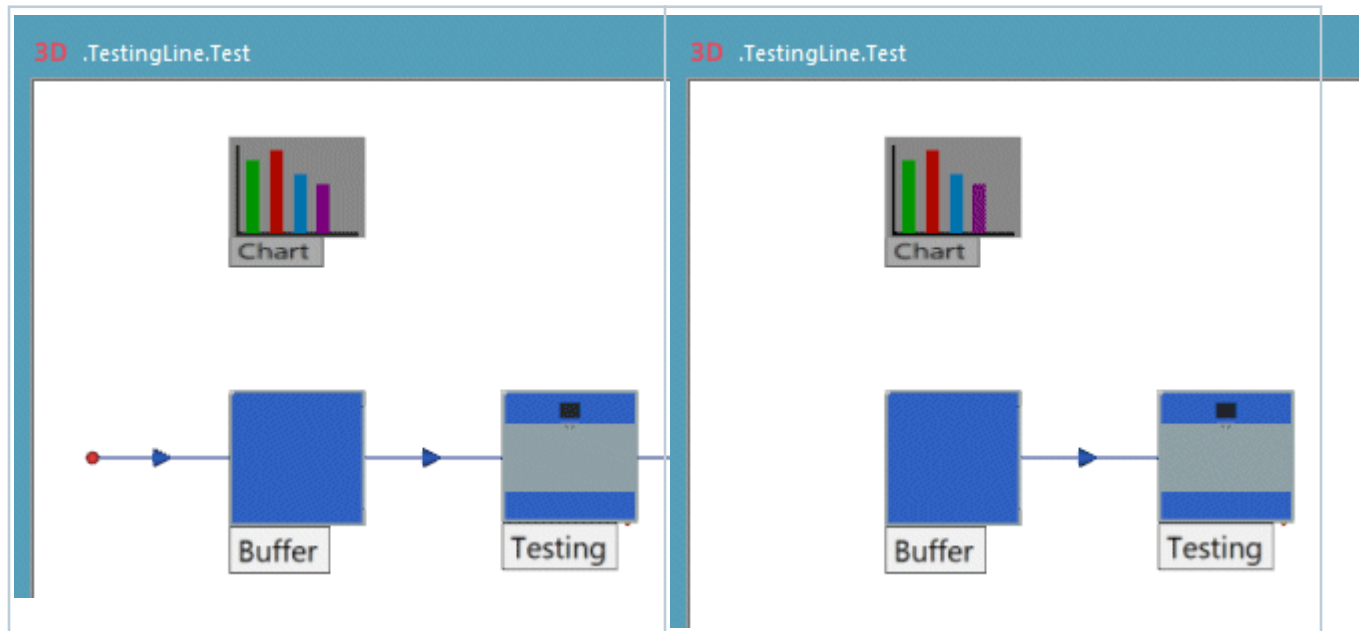 3D .TestingLine.Test
Chart
Buffer
Testing
3D .TestingLine.Test
Chart
Buffer
Testing